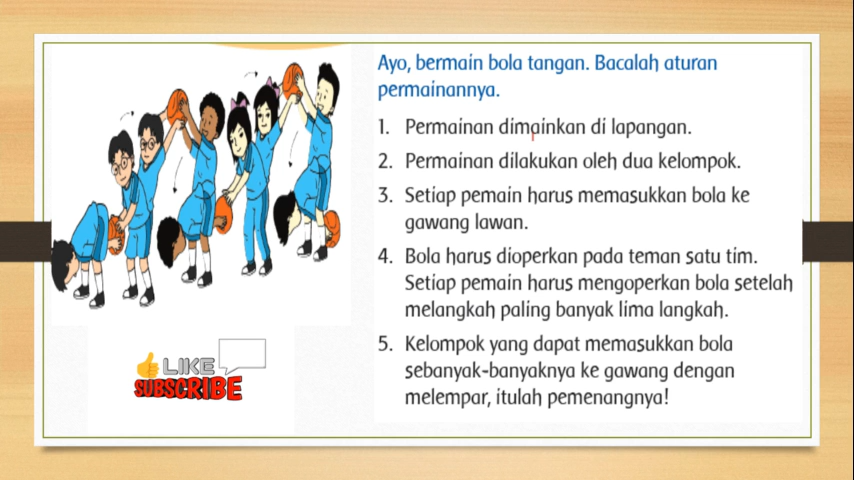 Ayo, bermain bola tangan. Bacalah aturan
permainannya.
1. Permainan dimainkan di lapangan.
2. Permainan dilakukan oleh dua kelompok.
3. Setiap pemain harus memasukkan bola ke
gawang lawan.
4. Bola harus dioperkan pada teman satu tim.
Setiap pemain harus mengoperkan bola setelah
melangkah paling banyak lima langkah.
5. Kelompok yang dapat memasukkan bola
sebanyak-banyaknya ke gawang dengan
melempar, itulah pemenangnya!
LIKE
SUBSCRIBE